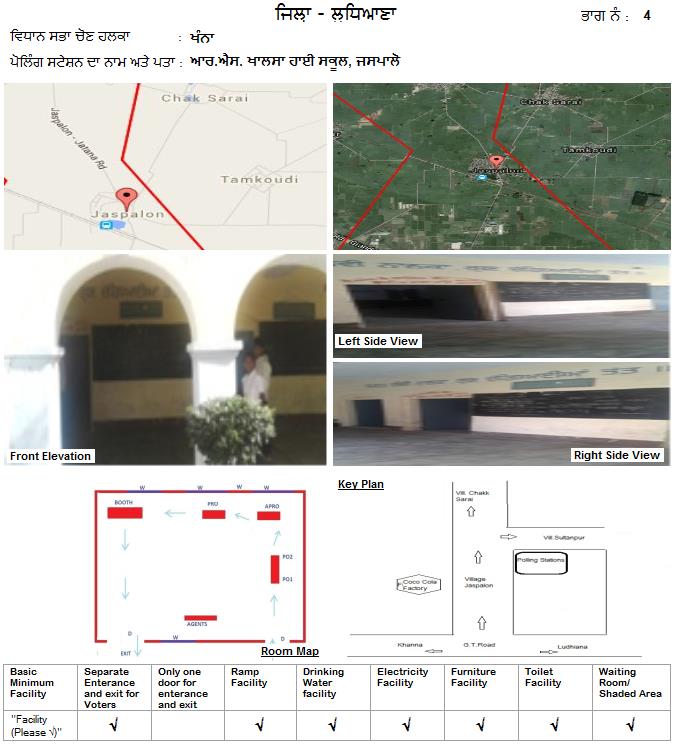 ਜਿਲ੍ਹਾ - ਲੁਧਿਆਣਾ
ਭਾਗ ਨੰ : 4
ਵਿਧਾਨ ਸਭਾ ਚੋਣ ਹਲਕਾ : ਖੰਨਾ
ਪੋਲਿੰਗ ਸਟੇਸ਼ਨ ਦਾ ਨਾਮ ਅਤੇ ਪਤਾ : ਆਰ.ਐਸ. ਖਾਲਸਾ ਹਾਈ ਸਕੂਲ, ਜਸਪਾਲੋ
Chak Sarai
Jaspalon - Jatana Rd
Tamkoudi
Jaspalon
Chak Sarai
Tamkoudi
Jaspalon
Front Elevation
Left Side View
Right Side View
W W W W
BOOTH PRO APRO
PO2
PO1
AGENTS
D W D
EXIT
Room Map
Key Plan
Vill. Chakk
Sarai
Vill.Sultanpur
Polling Stations
Coco Cola
Factory
Village
Jaspalon
Khanna G.T.Road Ludhiana
Basic Minimum Facility
Separate Enterance and exit for Voters
Only one door for enterance and exit
Ramp Facility
Drinking Water facility
Electricity Facility
Furniture Facility
Toilet Facility
Waiting Room/ Shaded Area
"Facility (Please √)" √ √ √ √ √ √ √